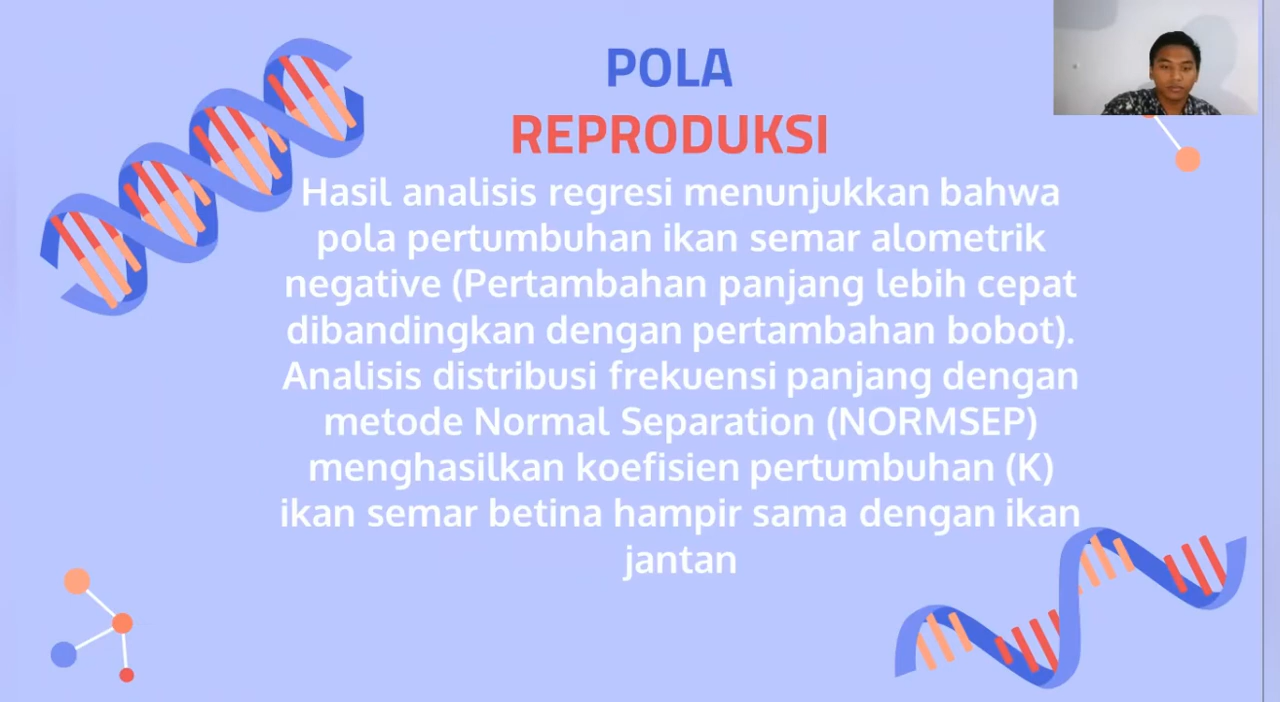 POLA
REPRODUKSI
Hasil analisis regresi menunjukkan bahwa
pola pertumbuhan ikan semar alometrik
negative (Pertambahan panjang lebih cepat
dibandingkan dengan pertambahan bobot).
Analisis distribusi frekuensi panjang dengan
metode Normal Separation (NORMSEP)
menghasilkan koefisien pertumbuhan (K)
ikan semar betina hampir sama dengan ikan
jantan